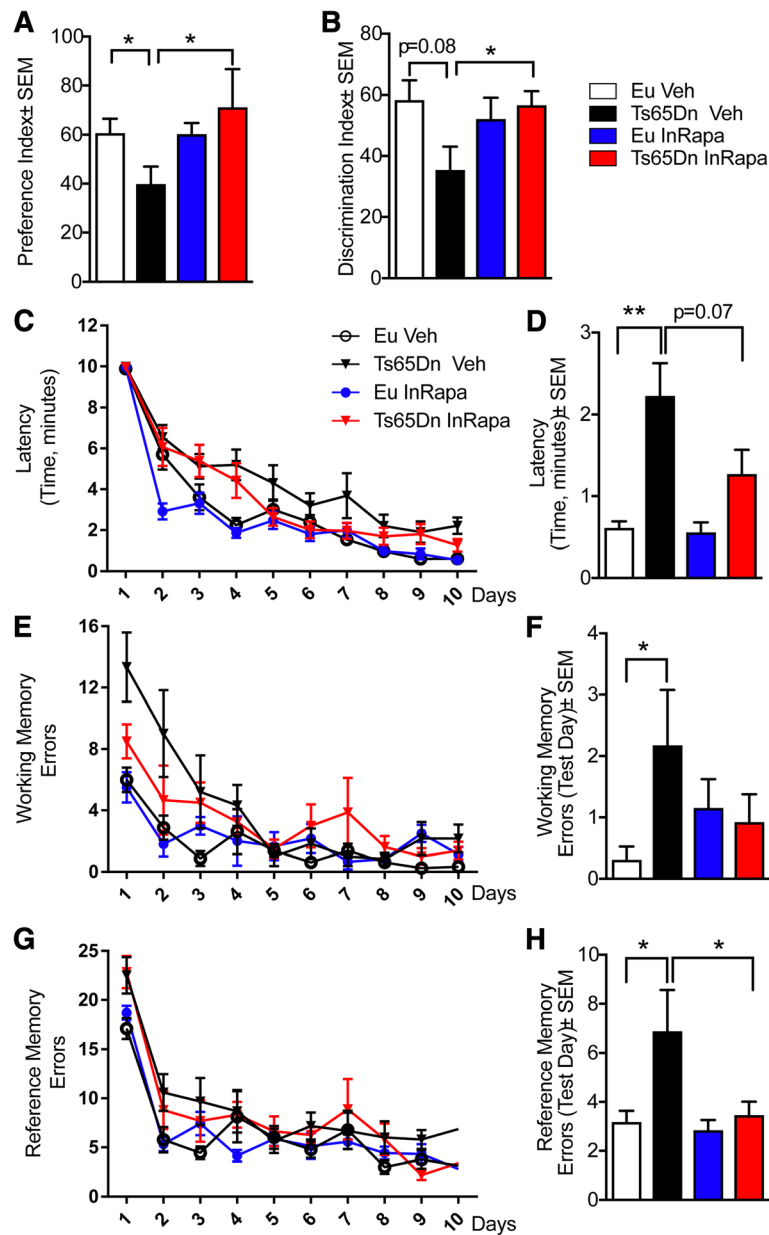 A
Preference Index± SEM
100
80
60
40
20
0
*
*
B
Discrimination Index± SEM
80
60
40
20
0
p=0.08
*
Eu Veh
Ts65Dn Veh
Eu InRapa
Ts65Dn InRapa
C
Latency
(Time, minutes)
12
10
8
6
4
2
0
Eu Veh
Ts65Dn Veh
Eu InRapa
Ts65Dn InRapa
1 2 3 4 5 6 7 8 9 10 Days
D
Latency
(Time, minutes)± SEM
3
2
1
0
**
p=0.07
E
Working Memory
Errors
16
12
8
4
0
1 2 3 4 5 6 7 8 9 10 Days
F
Working Memory
Errors (Test Day)± SEM
4
3
2
1
0
*
G
Reference Memory
Errors
25
20
15
10
5
0
1 2 3 4 5 6 7 8 9 10 Days
H
Reference Memory
Errors (Test Day)± SEM
10
8
6
4
2
0
*
*